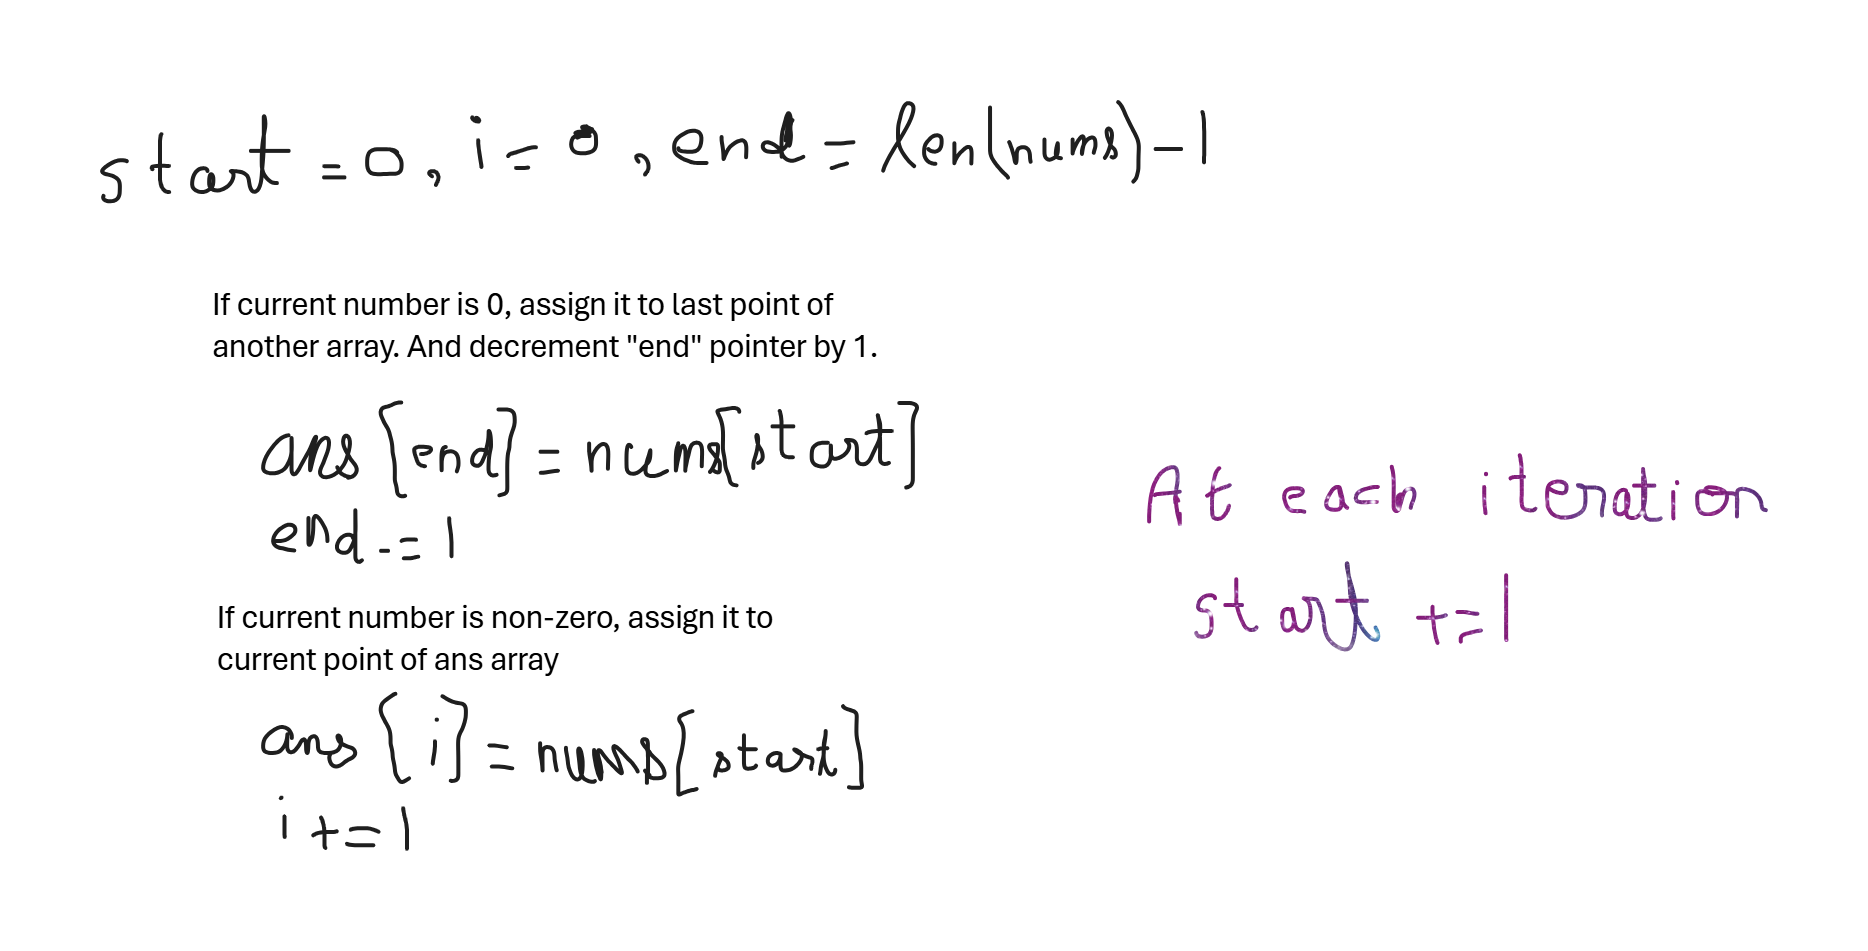 start = 0, i = 0, end = len(nums) - 1
If current number is 0, assign it to last point of
another array. And decrement "end" pointer by 1.
ans [end] = nums[start]
end -= 1
At each iteration
start += 1
If current number is non-zero, assign it to
current point of ans array
ans [i] = nums[start]
i += 1